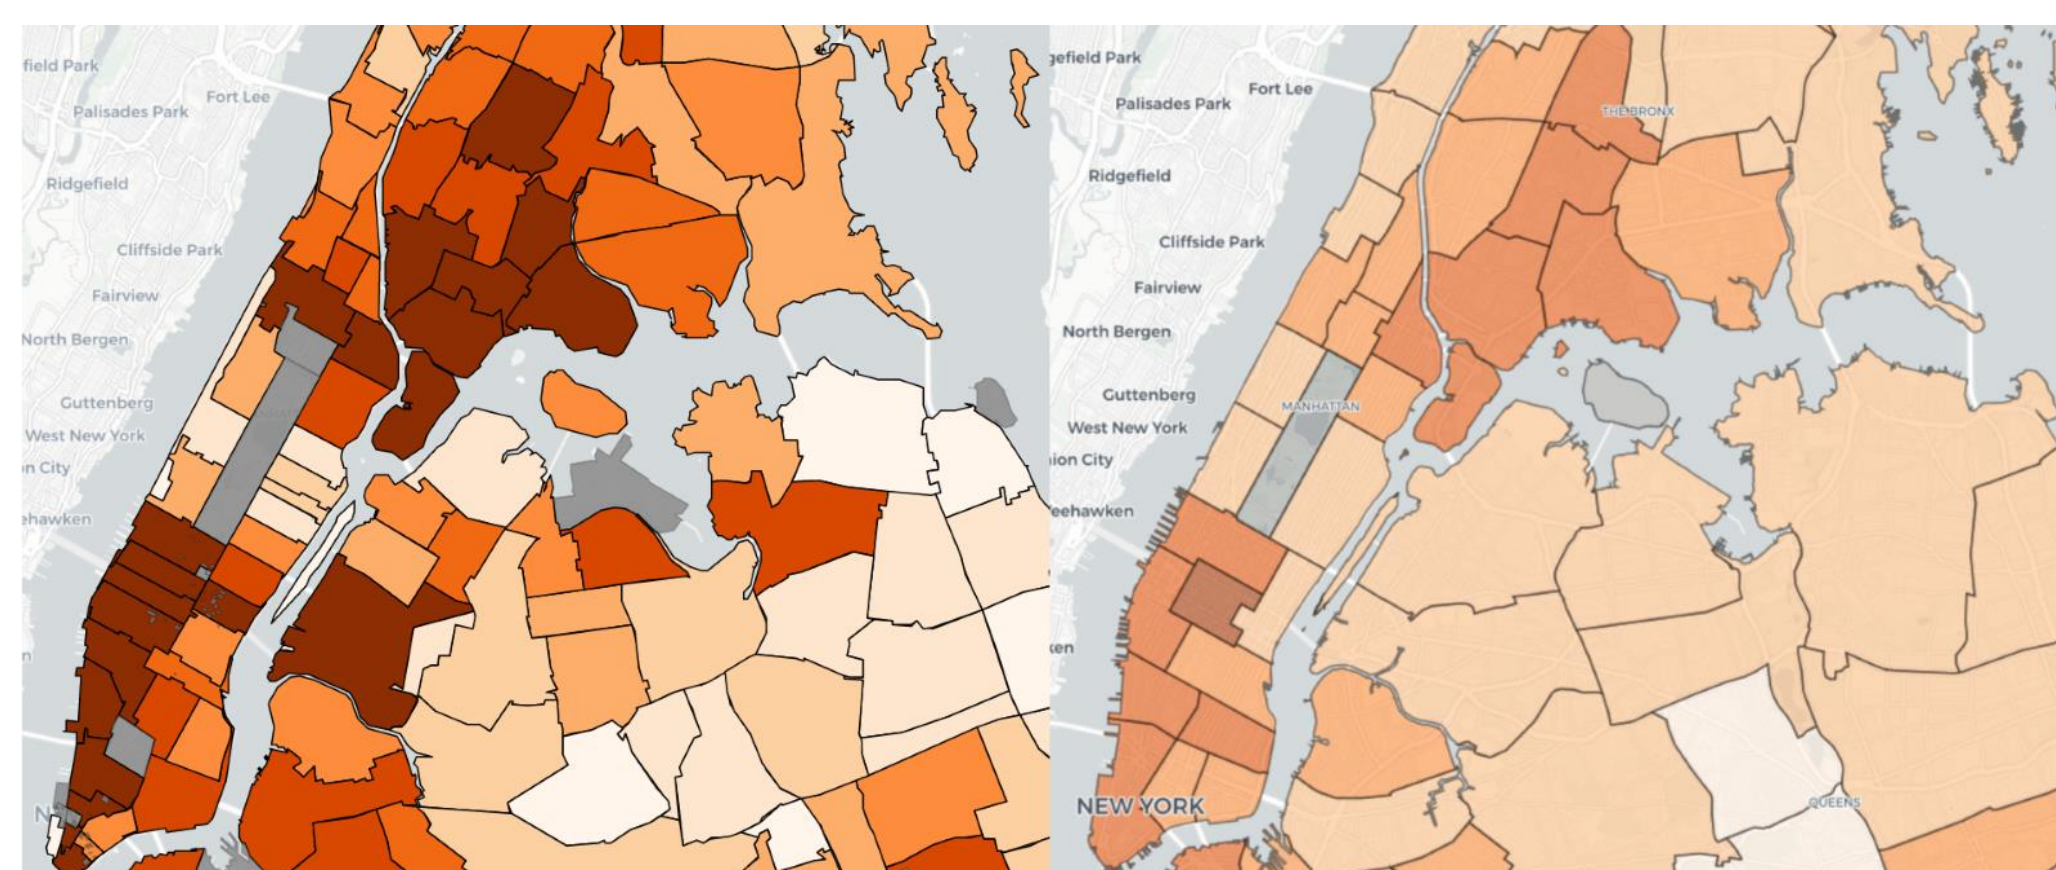 field Park
Fort Lee
Palisades Park
Ridgefield
Cliffside Park
Fairview
North Bergen
Guttenberg
West New York
n City
ehawken
n
N
gefield Park
Fort Lee
Palisades Park
THE BRONX
Ridgefield
Cliffside Park
Fairview
North Bergen
Guttenberg
MANHATTAN
West New York
ion City
eehawken
ken
NEW YORK
QUEENS